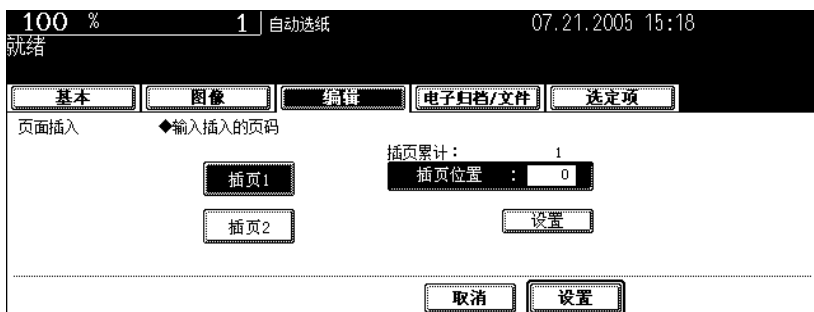 100 % 1 自动选纸 07.21.2005 15:18
就绪
基本 图像 编辑 电子归档/文件 选定项
页面插入 ◆输入插入的页码
插页累计： 1
插页1 插页位置 ： 0
插页2 设置
取消 设置